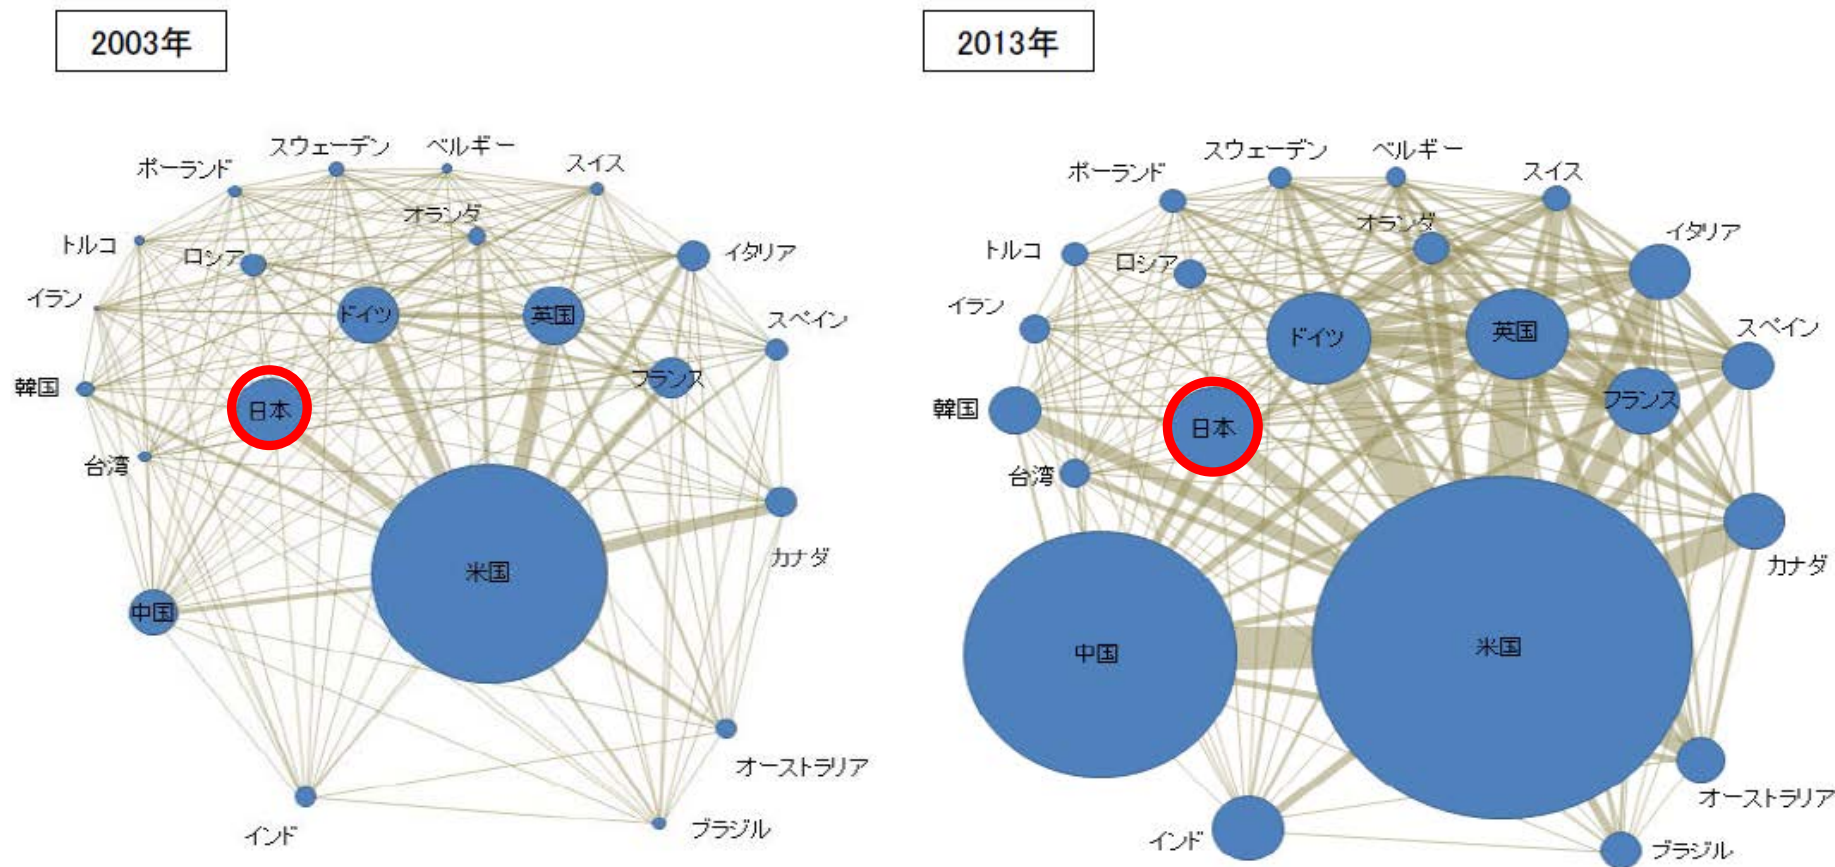 2003年
スウェーデン
ベルギー
スイス
ポーランド
オランダ
トルコ
ロシア
イタリア
イラン
ドイツ
英国
スペイン
韓国
日本
フランス
台湾
カナダ
米国
中国
オーストラリア
インド
ブラジル
2013年
スウェーデン
ベルギー
スイス
ポーランド
オランダ
トルコ
ロシア
イタリア
イラン
ドイツ
英国
スペイン
韓国
日本
フランス
台湾
カナダ
中国
米国
オーストラリア
インド
ブラジル